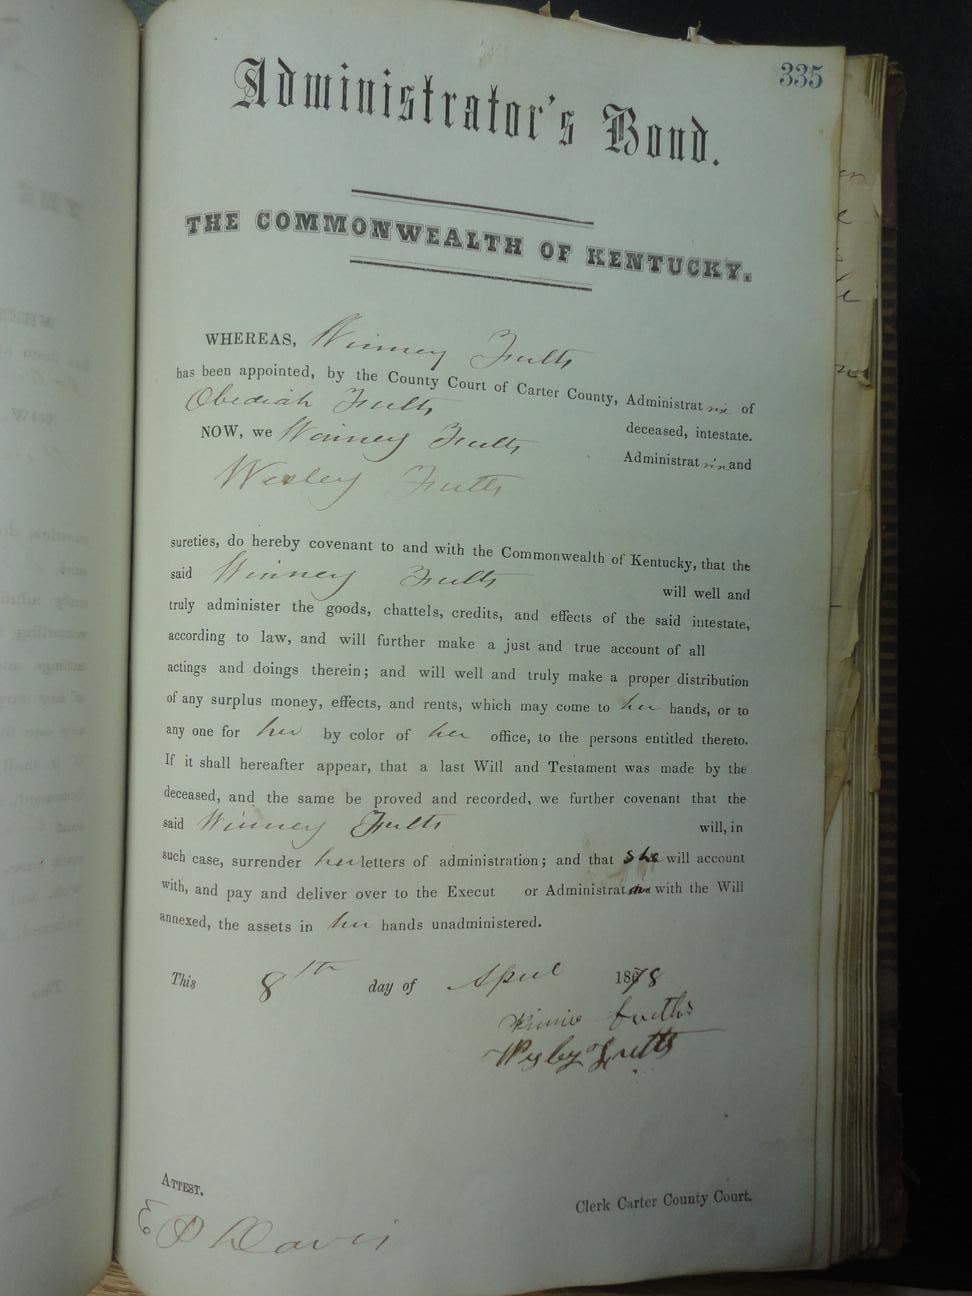 335
Administrator's Bond.
THE COMMONWEALTH OF KENTUCKY.
WHEREAS, Winney Fults
has been appointed, by the County Court of Carter County, Administratrix of
Obediah Fults deceased, intestate.
NOW, we Winney Fults Administratrix and
Wesley Fults
sureties, do hereby covenant to and with the Commonwealth of Kentucky, that the
said Winney Fults will well and
truly administer the goods, chattels, credits, and effects of the said intestate,
according to law, and will further make a just and true account of all
actings and doings therein; and will well and truly make a proper distribution
of any surplus money, effects, and rents, which may come to her hands, or to
any one for her by color of her office, to the persons entitled thereto.
If it shall hereafter appear, that a last Will and Testament was made by the
deceased, and the same be proved and recorded, we further covenant that the
said Winney Fults will, in
such case, surrender her letters of administration; and that she will account
with, and pay and deliver over to the Execut or Administrat with the Will
annexed, the assets in her hands unadministered.
This 8th day of April 1878
Fults
Fults
ATTEST.
Clerk Carter County Court.
Davis